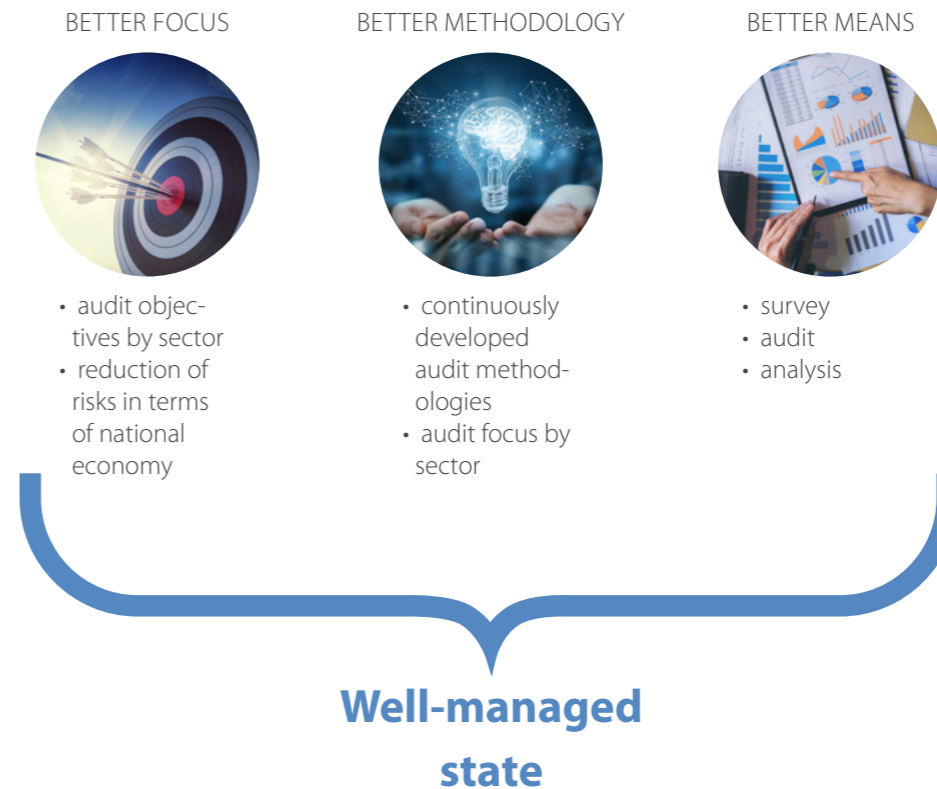 BETTER FOCUS
BETTER METHODOLOGY
BETTER MEANS
• audit objec-
tives by sector
• reduction of
risks in terms
of national
economy
• continuously
developed
audit method-
ologies
• audit focus by
sector
• survey
• audit
• analysis
Well-managed
state